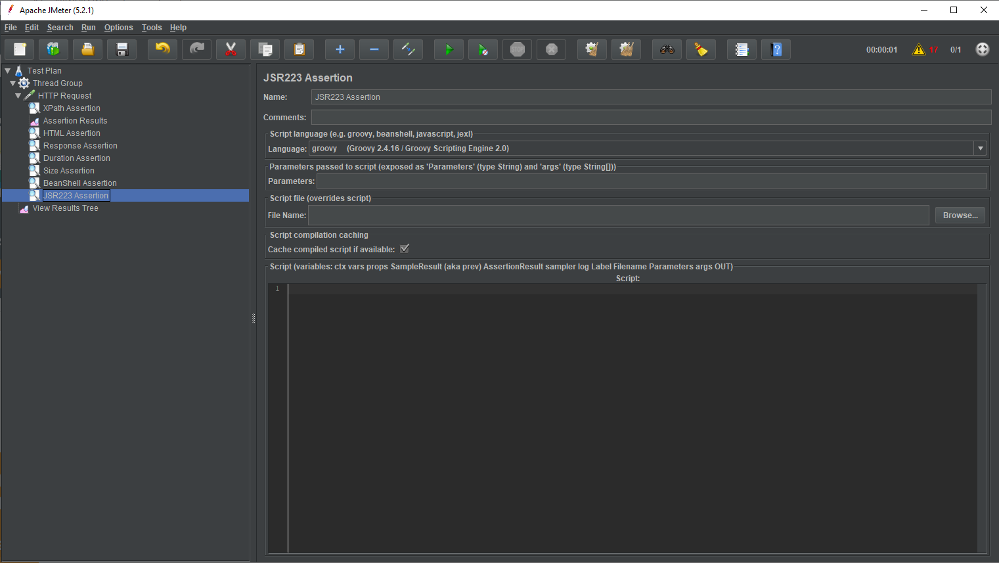 Apache JMeter (5.2.1)
File Edit Search Run Options Tools Help
STOP
00:00:01 17 0/1
Test Plan
Thread Group
HTTP Request
XPath Assertion
Assertion Results
HTML Assertion
Response Assertion
Duration Assertion
Size Assertion
BeanShell Assertion
JSR223 Assertion
View Results Tree
JSR223 Assertion
Name: JSR223 Assertion
Comments:
Script language (e.g. groovy, beanshell, javascript, jexl)
Language: groovy (Groovy 2.4.16 / Groovy Scripting Engine 2.0)
Parameters passed to script (exposed as 'Parameters' (type String) and 'args' (type String[]))
Parameters:
Script file (overrides script)
File Name: Browse...
Script compilation caching
Cache compiled script if available:
Script (variables: ctx vars props SampleResult (aka prev) AssertionResult sampler log Label Filename Parameters args OUT)
Script:
1